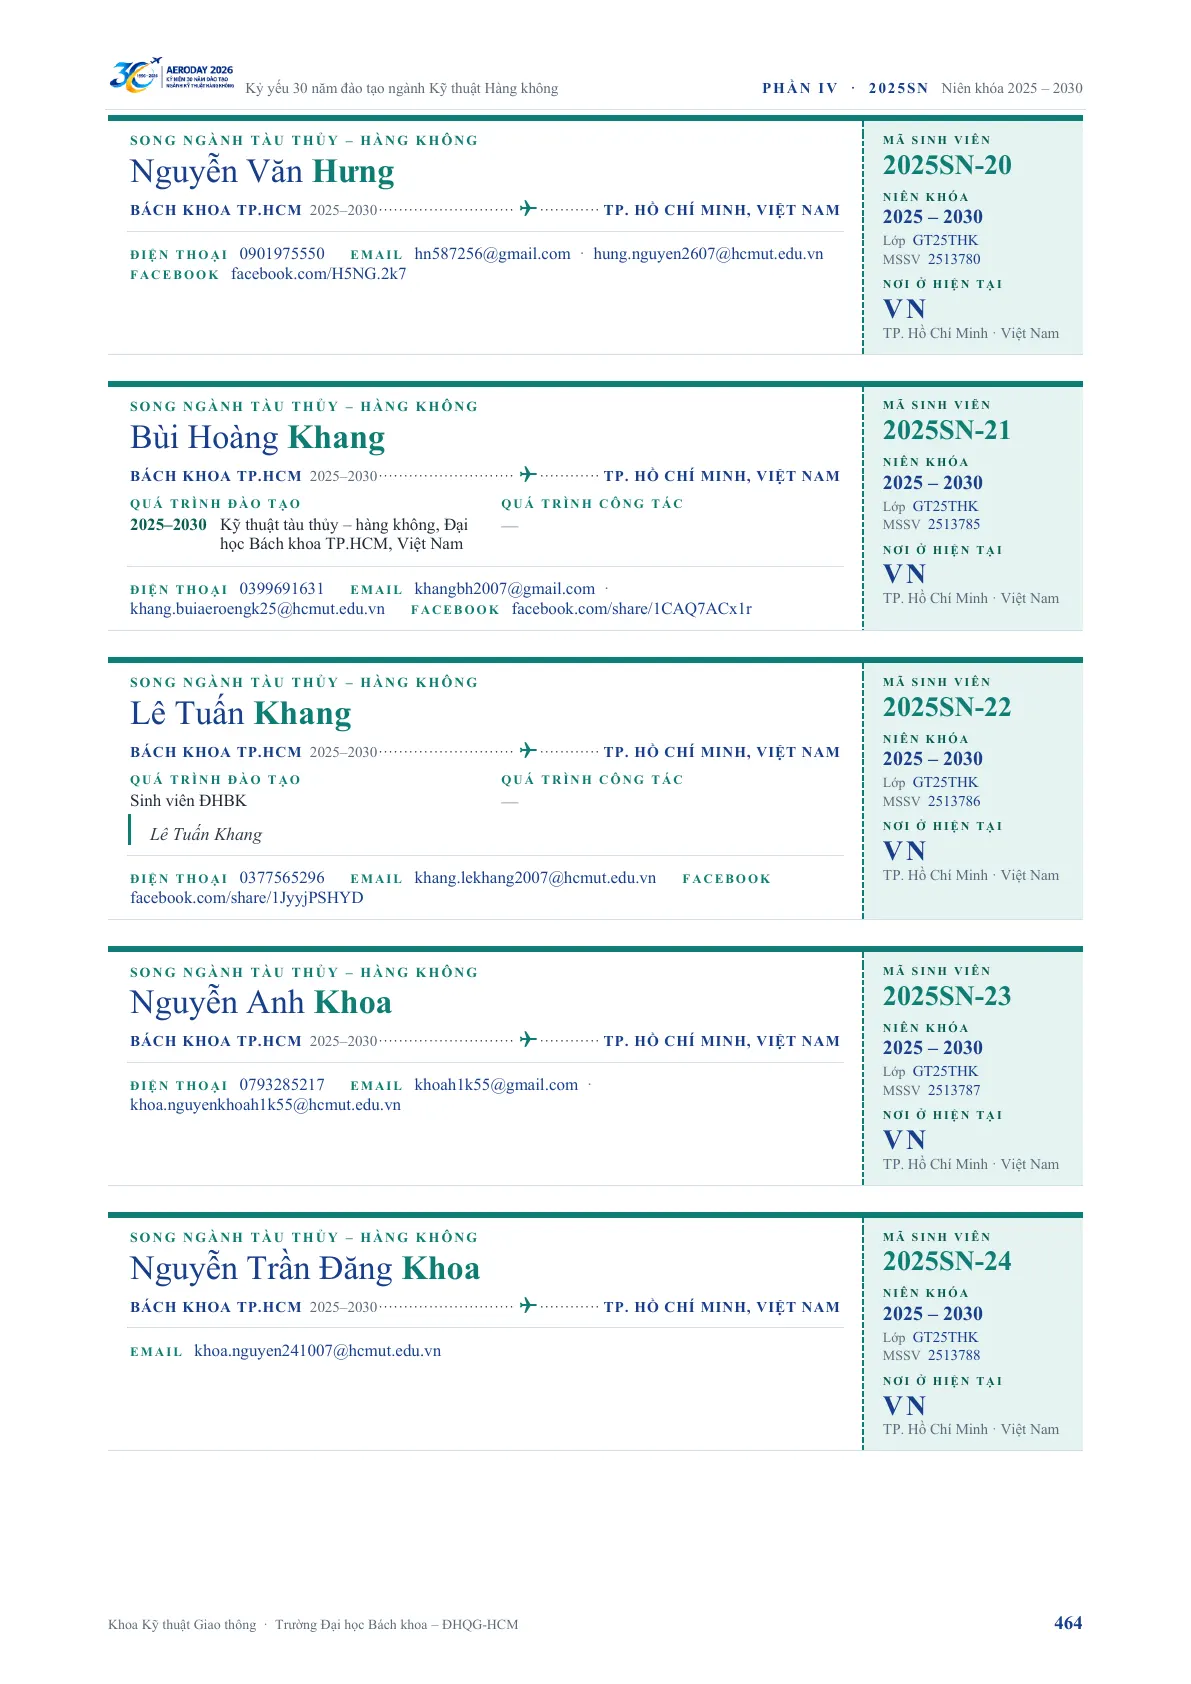 30
1996 - 2026
AERODAY 2026
KỶ NIỆM 30 NĂM ĐÀO TẠO
NGÀNH KỸ THUẬT HÀNG KHÔNG
Kỷ yếu 30 năm đào tạo ngành Kỹ thuật Hàng không
PHẦN IV · 2025SN Niên khóa 2025 – 2030
SONG NGÀNH TÀU THỦY – HÀNG KHÔNG
Nguyễn Văn Hưng
BÁCH KHOA TP.HCM 2025–2030 TP. HỒ CHÍ MINH, VIỆT NAM
ĐIỆN THOẠI 0901975550 EMAIL hn587256@gmail.com · hung.nguyen2607@hcmut.edu.vn
FACEBOOK facebook.com/H5NG.2k7
MÃ SINH VIÊN
2025SN-20
NIÊN KHÓA
2025 – 2030
Lớp GT25THK
MSSV 2513780
NƠI Ở HIỆN TẠI
VN
TP. Hồ Chí Minh · Việt Nam
SONG NGÀNH TÀU THỦY – HÀNG KHÔNG
Bùi Hoàng Khang
BÁCH KHOA TP.HCM 2025–2030 TP. HỒ CHÍ MINH, VIỆT NAM
QUÁ TRÌNH ĐÀO TẠO
2025–2030 Kỹ thuật tàu thủy – hàng không, Đại
học Bách khoa TP.HCM, Việt Nam
QUÁ TRÌNH CÔNG TÁC
—
ĐIỆN THOẠI 0399691631 EMAIL khangbh2007@gmail.com ·
khang.buiaeroengk25@hcmut.edu.vn FACEBOOK facebook.com/share/1CAQ7ACx1r
MÃ SINH VIÊN
2025SN-21
NIÊN KHÓA
2025 – 2030
Lớp GT25THK
MSSV 2513785
NƠI Ở HIỆN TẠI
VN
TP. Hồ Chí Minh · Việt Nam
SONG NGÀNH TÀU THỦY – HÀNG KHÔNG
Lê Tuấn Khang
BÁCH KHOA TP.HCM 2025–2030 TP. HỒ CHÍ MINH, VIỆT NAM
QUÁ TRÌNH ĐÀO TẠO
Sinh viên ĐHBK
QUÁ TRÌNH CÔNG TÁC
—
Lê Tuấn Khang
ĐIỆN THOẠI 0377565296 EMAIL khang.lekhang2007@hcmut.edu.vn FACEBOOK
facebook.com/share/1JyyjPSHYD
MÃ SINH VIÊN
2025SN-22
NIÊN KHÓA
2025 – 2030
Lớp GT25THK
MSSV 2513786
NƠI Ở HIỆN TẠI
VN
TP. Hồ Chí Minh · Việt Nam
SONG NGÀNH TÀU THỦY – HÀNG KHÔNG
Nguyễn Anh Khoa
BÁCH KHOA TP.HCM 2025–2030 TP. HỒ CHÍ MINH, VIỆT NAM
ĐIỆN THOẠI 0793285217 EMAIL khoah1k55@gmail.com ·
khoa.nguyenkhoah1k55@hcmut.edu.vn
MÃ SINH VIÊN
2025SN-23
NIÊN KHÓA
2025 – 2030
Lớp GT25THK
MSSV 2513787
NƠI Ở HIỆN TẠI
VN
TP. Hồ Chí Minh · Việt Nam
SONG NGÀNH TÀU THỦY – HÀNG KHÔNG
Nguyễn Trần Đăng Khoa
BÁCH KHOA TP.HCM 2025–2030 TP. HỒ CHÍ MINH, VIỆT NAM
EMAIL khoa.nguyen241007@hcmut.edu.vn
MÃ SINH VIÊN
2025SN-24
NIÊN KHÓA
2025 – 2030
Lớp GT25THK
MSSV 2513788
NƠI Ở HIỆN TẠI
VN
TP. Hồ Chí Minh · Việt Nam
Khoa Kỹ thuật Giao thông · Trường Đại học Bách khoa – ĐHQG-HCM
464